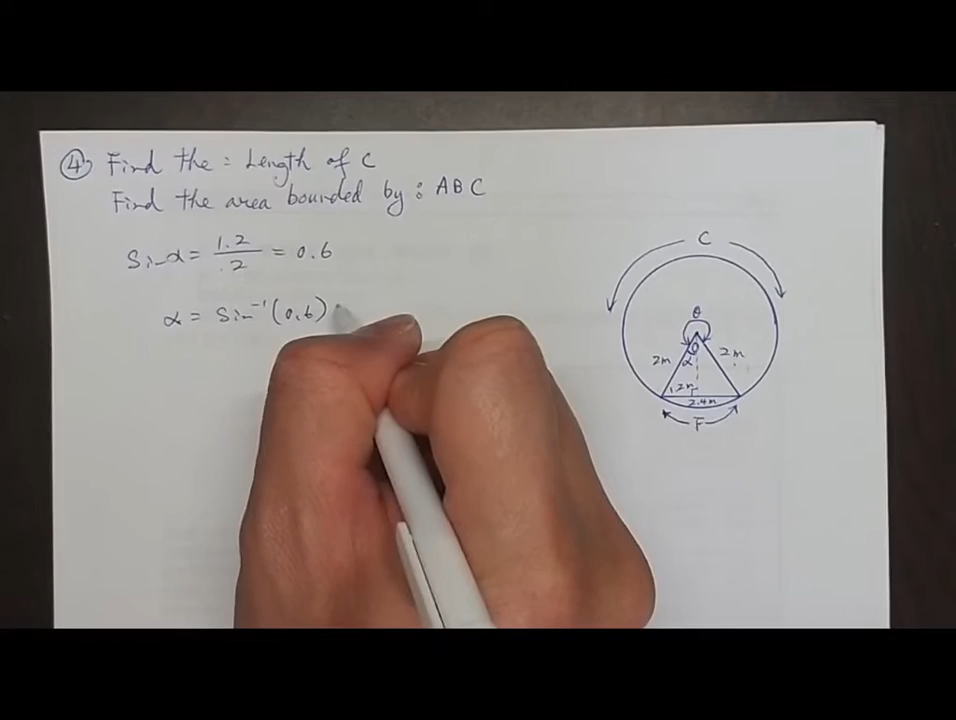 ④ Find the : Length of C
Find the area bounded by : ABC
Sin α = 1.2 / 2 = 0.6
α = Sin⁻¹(0.6)
C
θ
2m
α
2m
1.2m
2.4m
F